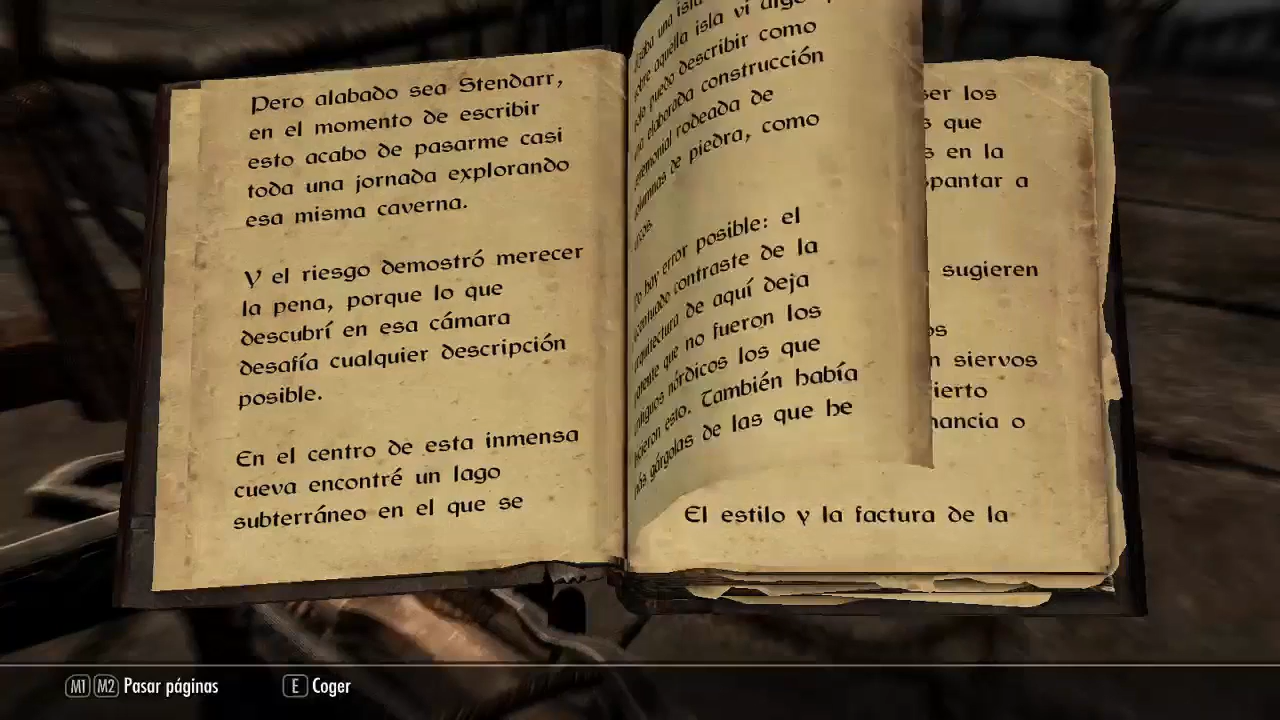 Pero alabado sea Stendarr,
en el momento de escribir
esto acabo de pasarme casi
toda una jornada explorando
esa misma caverna.
Y el riesgo demostró merecer
la pena, porque lo que
descubrí en esa cámara
desafía cualquier descripción
posible.
En el centro de esta inmensa
cueva encontré un lago
subterráneo en el que se
una isla
aquella isla vi algo
puedo describir como
elaborada construcción
ceremonial rodeada de
columnas de piedra, como
arcos.
No hay error posible: el
acentuado contraste de la
arquitectura de aquí deja
patente que no fueron los
antiguos nórdicos los que
hicieron esto. También había
más gárgolas de las que he
ser los
que
en la
a
sugieren
siervos
o
El estilo y la factura de la
M1 M2 Pasar páginas
E Coger